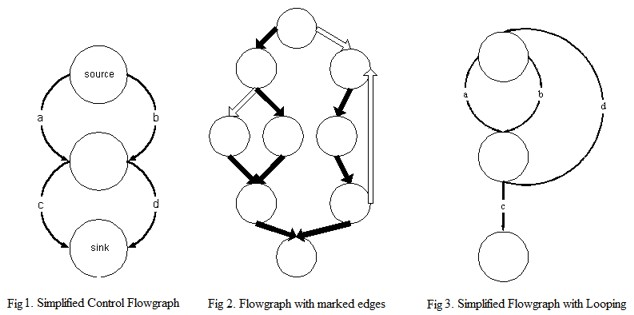 source
a
b
c
d
sink
a
b
d
c
Fig 1. Simplified Control Flowgraph
Fig 2. Flowgraph with marked edges
Fig 3. Simplified Flowgraph with Looping